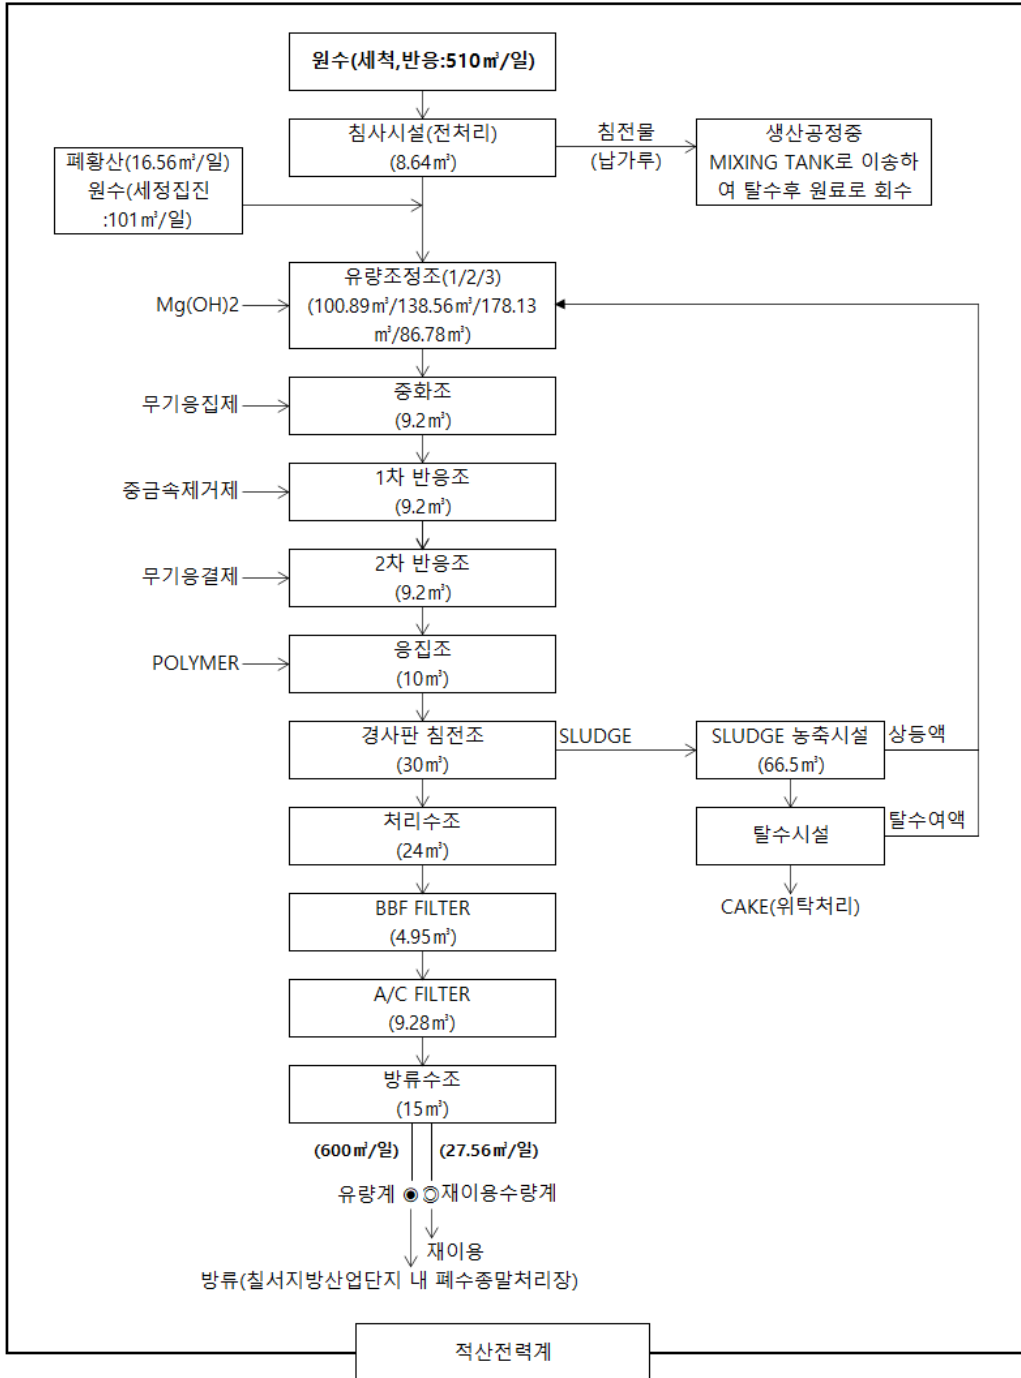 원수(세척,반응:510㎥/일)
침사시설(전처리)
(8.64㎥)
침전물
(납가루)
생산공정중
MIXING TANK로 이송하
여 탈수후 원료로 회수
폐황산(16.56㎥/일)
원수(세정집진
:101㎥/일)
유량조정조(1/2/3)
(100.89㎥/138.56㎥/178.13
㎥/86.78㎥)
Mg(OH)2
중화조
(9.2㎥)
무기응집제
1차 반응조
(9.2㎥)
중금속제거제
2차 반응조
(9.2㎥)
무기응결제
응집조
(10㎥)
POLYMER
경사판 침전조
(30㎥)
SLUDGE
SLUDGE 농축시설
(66.5㎥)
상등액
처리수조
(24㎥)
탈수시설
탈수여액
CAKE(위탁처리)
BBF FILTER
(4.95㎥)
A/C FILTER
(9.28㎥)
방류수조
(15㎥)
(600㎥/일)
(27.56㎥/일)
유량계
재이용수량계
재이용
방류(칠서지방산업단지 내 폐수종말처리장)
적산전력계